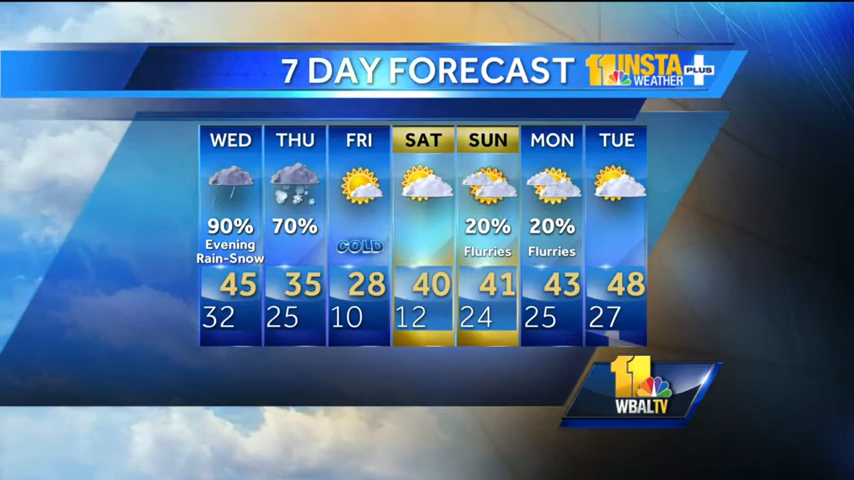 7 DAY FORECAST
11 INSTA
WEATHER PLUS
WED THU FRI SAT SUN MON TUE
90% 70% 20% 20%
Evening
Rain-Snow
COLD
Flurries Flurries
45 35 28 40 41 43 48
32 25 10 12 24 25 27
11
WBALTV